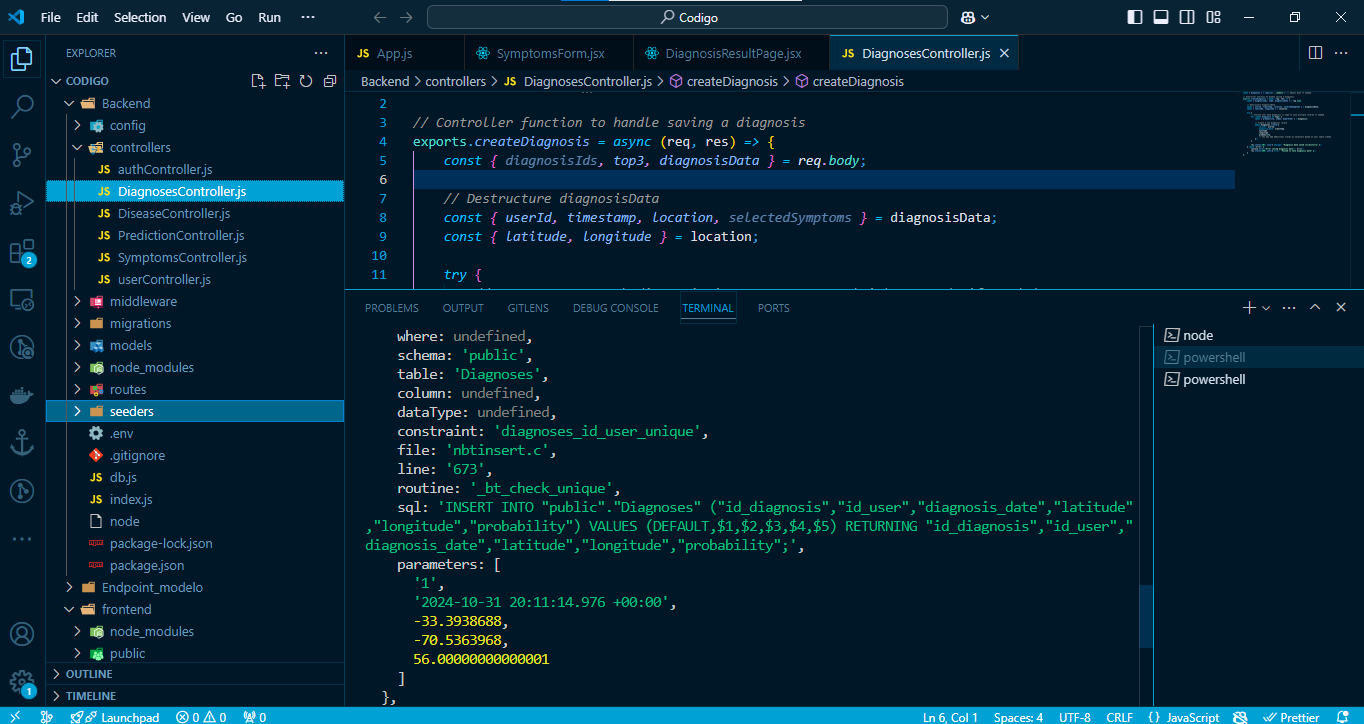 File Edit Selection View Go Run ··· Codigo
EXPLORER ···
CODIGO
Backend
config
controllers
JS authController.js
JS DiagnosesController.js
JS DiseaseController.js
JS PredictionController.js
JS SymptomsController.js
JS userController.js
middleware
migrations
models
node_modules
routes
seeders
.env
.gitignore
JS db.js
JS index.js
node
package-lock.json
package.json
Endpoint_modelo
frontend
node_modules
public
OUTLINE
TIMELINE
2
1
JS App.js SymptomsForm.jsx DiagnosisResultPage.jsx JS DiagnosesController.js
Backend > controllers > JS DiagnosesController.js > createDiagnosis > createDiagnosis
2
3 // Controller function to handle saving a diagnosis
4 exports.createDiagnosis = async (req, res) => {
5 const { diagnosisIds, top3, diagnosisData } = req.body;
6
7 // Destructure diagnosisData
8 const { userId, timestamp, location, selectedSymptoms } = diagnosisData;
9 const { latitude, longitude } = location;
10
11 try {
PROBLEMS OUTPUT GITLENS DEBUG CONSOLE TERMINAL PORTS
where: undefined,
schema: 'public',
table: 'Diagnoses',
column: undefined,
dataType: undefined,
constraint: 'diagnoses_id_user_unique',
file: 'nbtinsert.c',
line: '673',
routine: '_bt_check_unique',
sql: 'INSERT INTO "public"."Diagnoses" ("id_diagnosis","id_user","diagnosis_date","latitude"
,"longitude","probability") VALUES (DEFAULT,$1,$2,$3,$4,$5) RETURNING "id_diagnosis","id_user","
diagnosis_date","latitude","longitude","probability";',
parameters: [
'1',
'2024-10-31 20:11:14.976 +00:00',
-33.3938688,
-70.5363968,
56.00000000000001
]
},
node
powershell
powershell
Launchpad 0 0 0 Ln 6, Col 1 Spaces: 4 UTF-8 CRLF {} JavaScript Prettier